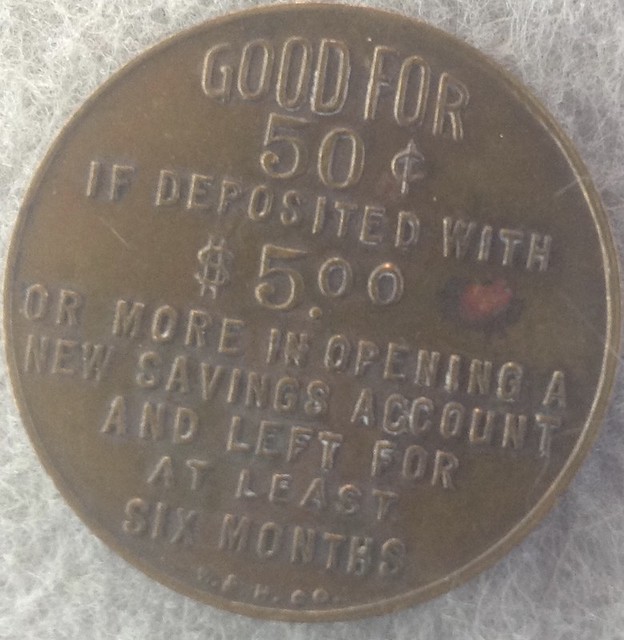 GOOD FOR
50 ¢
IF DEPOSITED WITH
$5.00
OR MORE IN OPENING A
NEW SAVINGS ACCOUNT
AND LEFT FOR
AT LEAST
SIX MONTHS
CO.